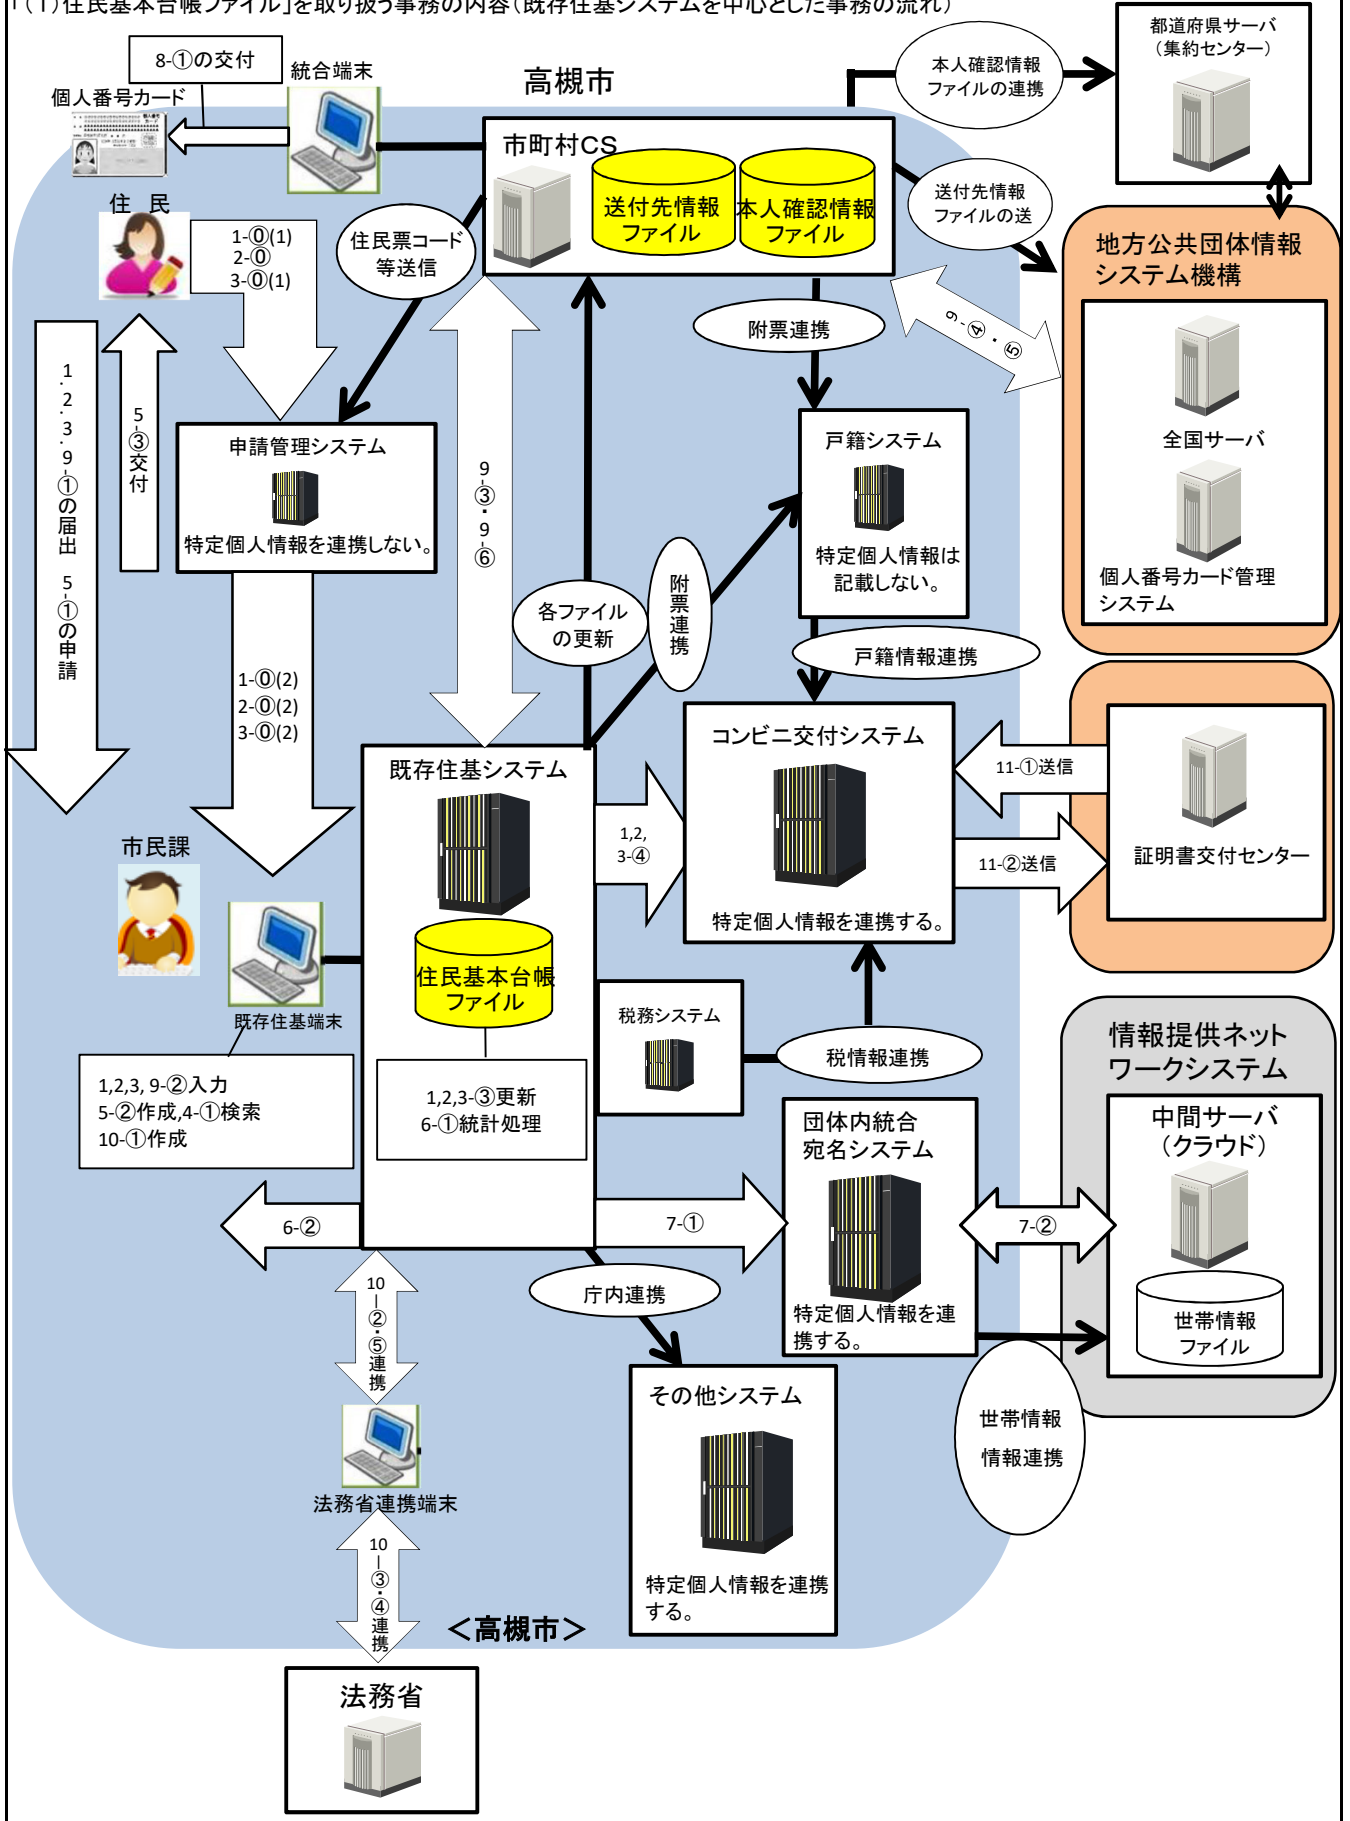 「(1)住民基本台帳ファイル」を取り扱う事務の内容(既存住基システムを中心とした事務の流れ)
都道府県サーバ
(集約センター)
8-①の交付
統合端末
高槻市
本人確認情報
ファイルの連携
個人番号カード
市町村CS
送付先情報
ファイル
本人確認情報
ファイル
送付先情報
ファイルの送
住 民
1-⓪(1)
2-⓪
3-⓪(1)
住民票コード
等送信
地方公共団体情報
システム機構
附票連携
9-④・⑤
1.2.3.9-①の届出 5-①の申請
5-③交付
申請管理システム
特定個人情報を連携しない。
9-③・9-⑥
戸籍システム
特定個人情報は
記載しない。
全国サーバ
個人番号カード管理
システム
各ファイル
の更新
附票連携
戸籍情報連携
1-⓪(2)
2-⓪(2)
3-⓪(2)
既存住基システム
コンビニ交付システム
11-①送信
1,2,
3-④
11-②送信
証明書交付センター
特定個人情報を連携する。
市民課
既存住基端末
住民基本台帳
ファイル
税務システム
税情報連携
情報提供ネット
ワークシステム
1,2,3, 9-②入力
5-②作成,4-①検索
10-①作成
1,2,3-③更新
6-①統計処理
団体内統合
宛名システム
中間サーバ
(クラウド)
6-②
7-①
7-②
特定個人情報を連
携する。
世帯情報
ファイル
10-②・⑤連携
庁内連携
その他システム
世帯情報
情報連携
法務省連携端末
10-③・④連携
特定個人情報を連携
する。
<高槻市>
法務省